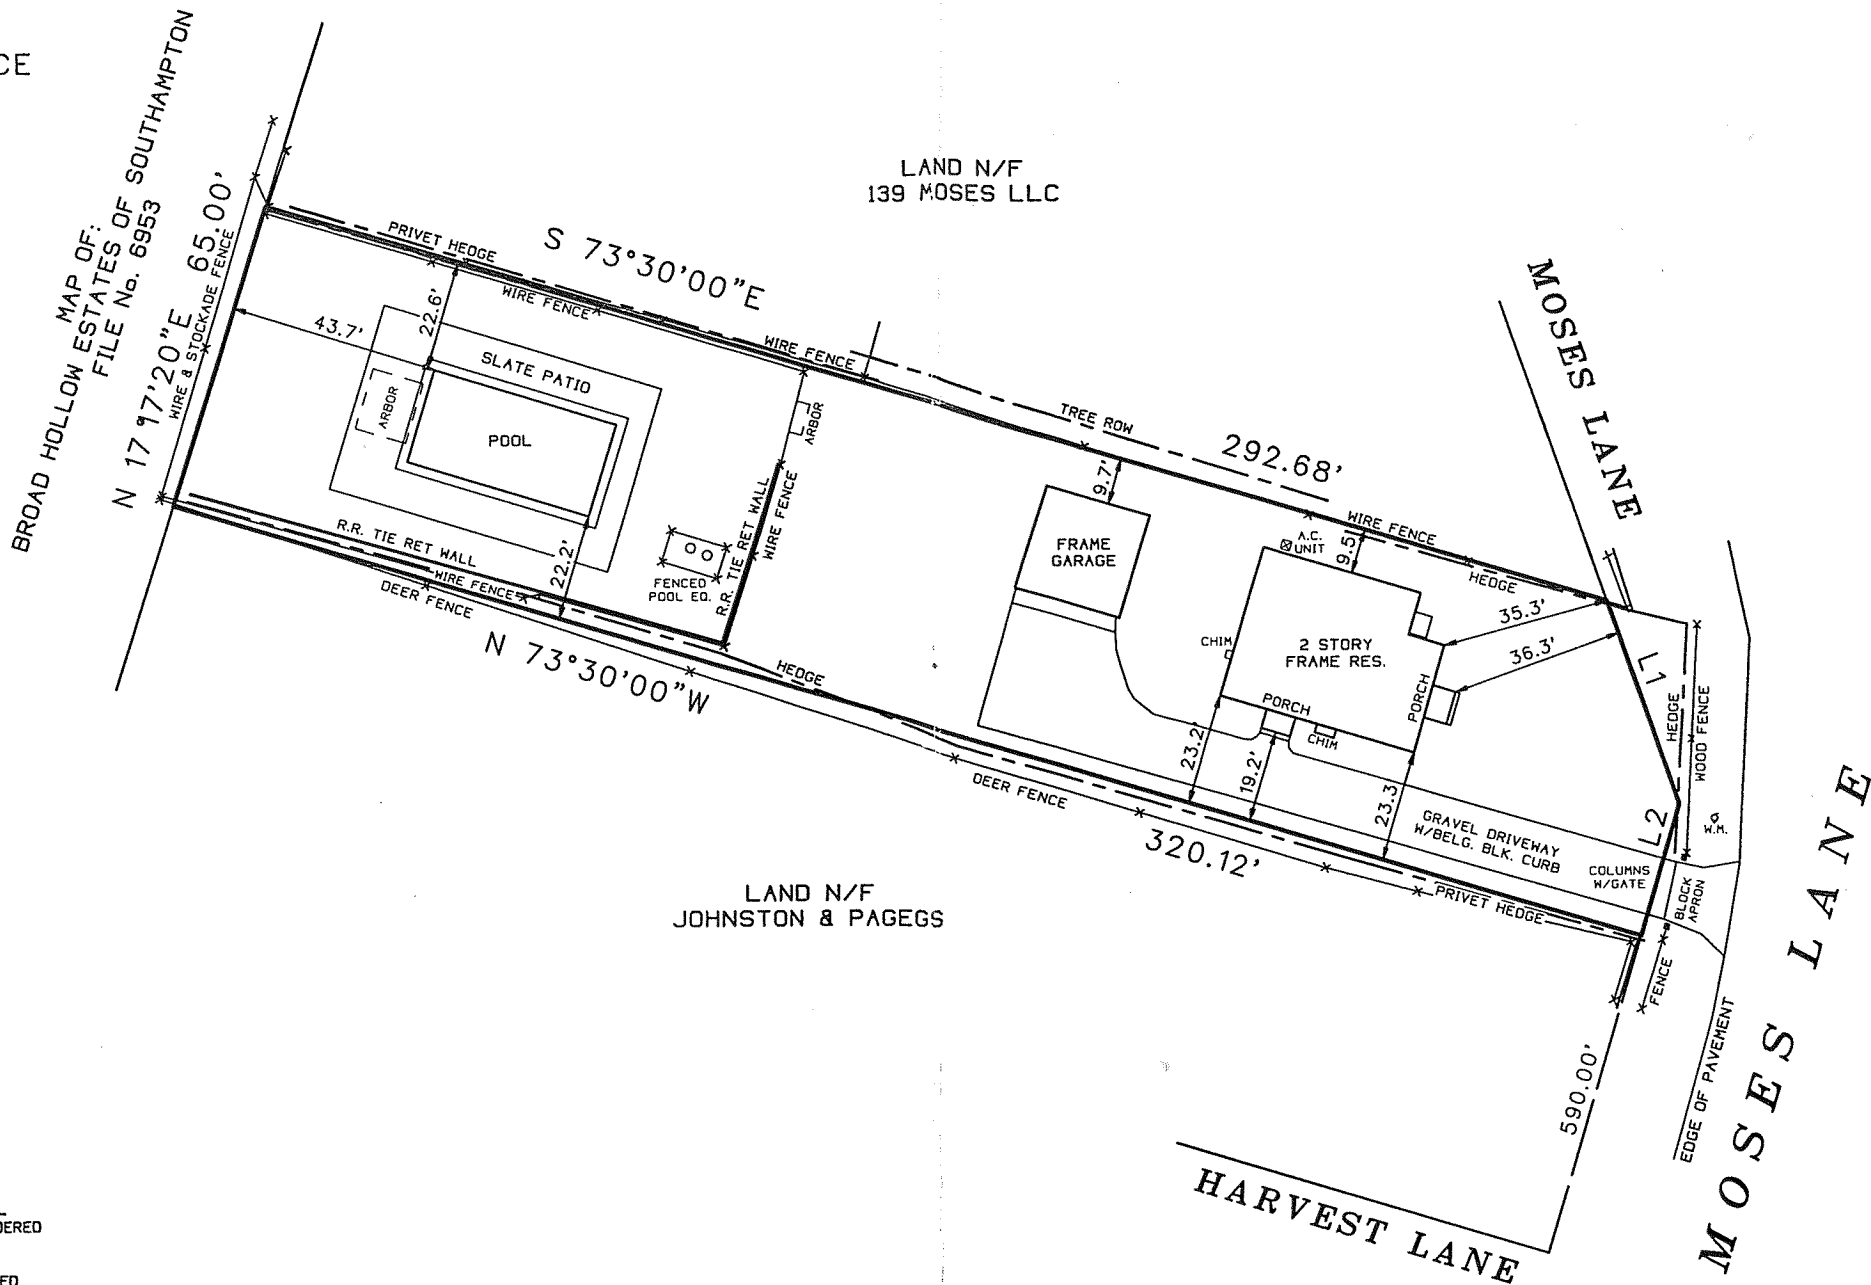 CE
MAP OF:
BROAD HOLLOW ESTATES OF SOUTHAMPTON
FILE No. 6953
N 17°17'20"E 65.00'
WIRE & STOCKADE FENCE
LAND N/F
139 MOSES LLC
PRIVET HEDGE
S 73°30'00"E
WIRE FENCE
WIRE FENCE
22.6'
43.7'
SLATE PATIO
ARBOR
POOL
ARBOR
TREE ROW
292.68'
MOSES LANE
R.R. TIE RET WALL
WIRE FENCE
DEER FENCE
22.2'
FENCED
POOL EQ.
R.R. TIE RET WALL
WIRE FENCE
N 73°30'00"W
HEDGE
9.7'
FRAME
GARAGE
A.C.
UNIT
WIRE FENCE
9.5'
HEDGE
35.3'
36.3'
CHIM
2 STORY
FRAME RES.
PORCH
PORCH
CHIM
L1
HEDGE
WOOD FENCE
23.2'
19.2'
23.3'
DEER FENCE
320.12'
GRAVEL DRIVEWAY
W/BELG. BLK. CURB
L2
W.M.
COLUMNS
W/GATE
BLOCK
APRON
PRIVET HEDGE
FENCE
LAND N/F
JOHNSTON & PAGEGS
590.00'
EDGE OF PAVEMENT
MOSES LANE
HARVEST LANE
DERED
ED